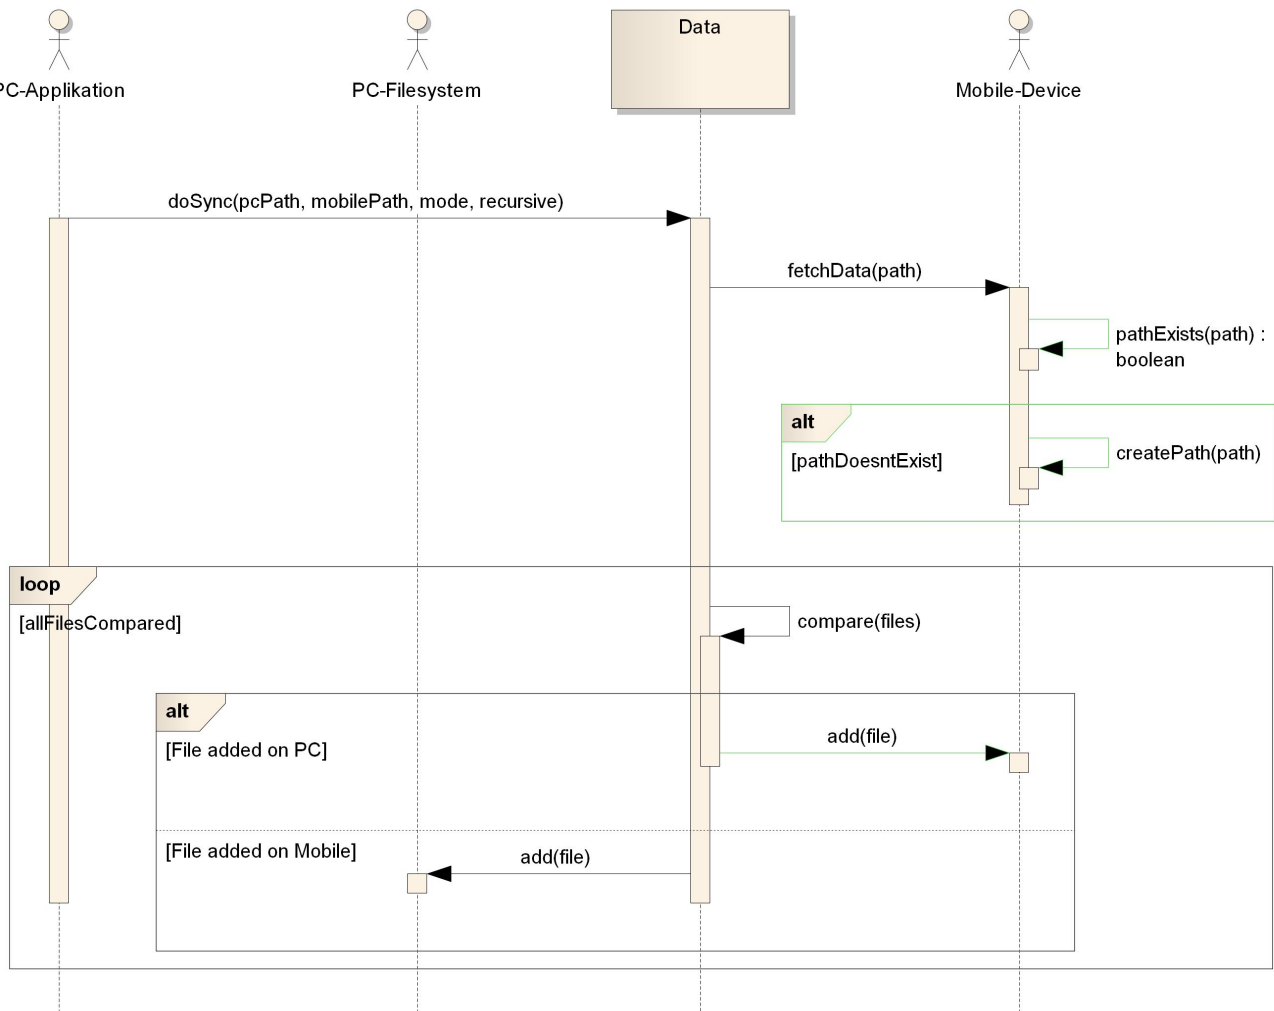 PC-Applikation
PC-Filesystem
Data
Mobile-Device
doSync(pcPath, mobilePath, mode, recursive)
fetchData(path)
pathExists(path) :
boolean
alt
[pathDoesntExist]
createPath(path)
loop
[allFilesCompared]
compare(files)
alt
[File added on PC]
add(file)
[File added on Mobile]
add(file)